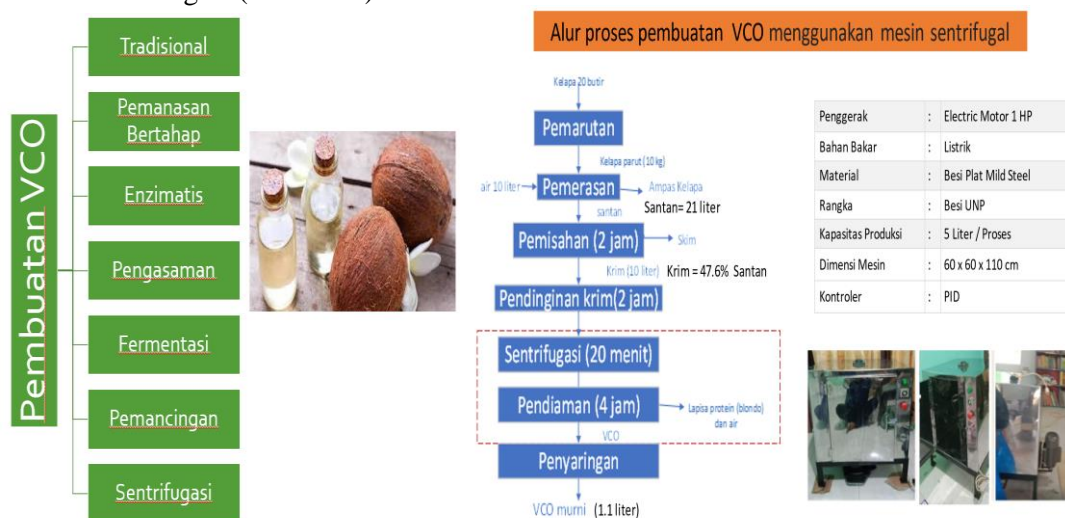 Pembuatan VCO
Tradisional
Pemanasan
Bertahap
Enzimatis
Pengasaman
Fermentasi
Pemancingan
Sentrifugasi
Alur proses pembuatan VCO menggunakan mesin sentrifugal
Kelapa 20 butir
Pemarutan
Kelapa parut (10 kg)
air 10 liter
Pemerasan
Ampas Kelapa
Santan= 21 liter
santan
Pemisahan (2 jam)
Skim
Krim (10 liter)
Krim = 47.6% Santan
Pendinginan krim(2 jam)
Sentrifugasi (20 menit)
Pendiaman (4 jam)
Lapisa protein (blondo)
dan air
VCO
Penyaringan
VCO murni (1.1 liter)
Penggerak : Electric Motor 1 HP
Bahan Bakar : Listrik
Material : Besi Plat Mild Steel
Rangka : Besi UNP
Kapasitas Produksi : 5 Liter / Proses
Dimensi Mesin : 60 x 60 x 110 cm
Kontroler : PID